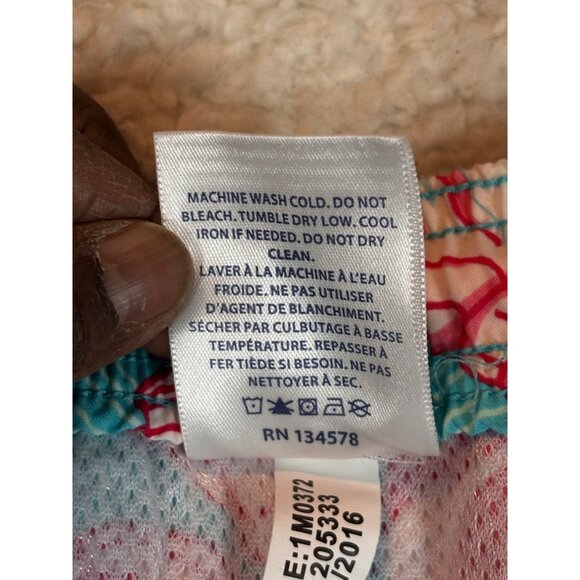 MACHINE WASH COLD. DO NOT
BLEACH. TUMBLE DRY LOW. COOL
IRON IF NEEDED. DO NOT DRY
CLEAN.
LAVER À LA MACHINE À L'EAU
FROIDE. NE PAS UTILISER
D'AGENT DE BLANCHIMENT.
SÉCHER PAR CULBUTAGE À BASSE
TEMPÉRATURE. REPASSER À
FER TIÈDE SI BESOIN. NE PAS
NETTOYER À SEC.
RN 134578
E:1M0372
205333
/2016